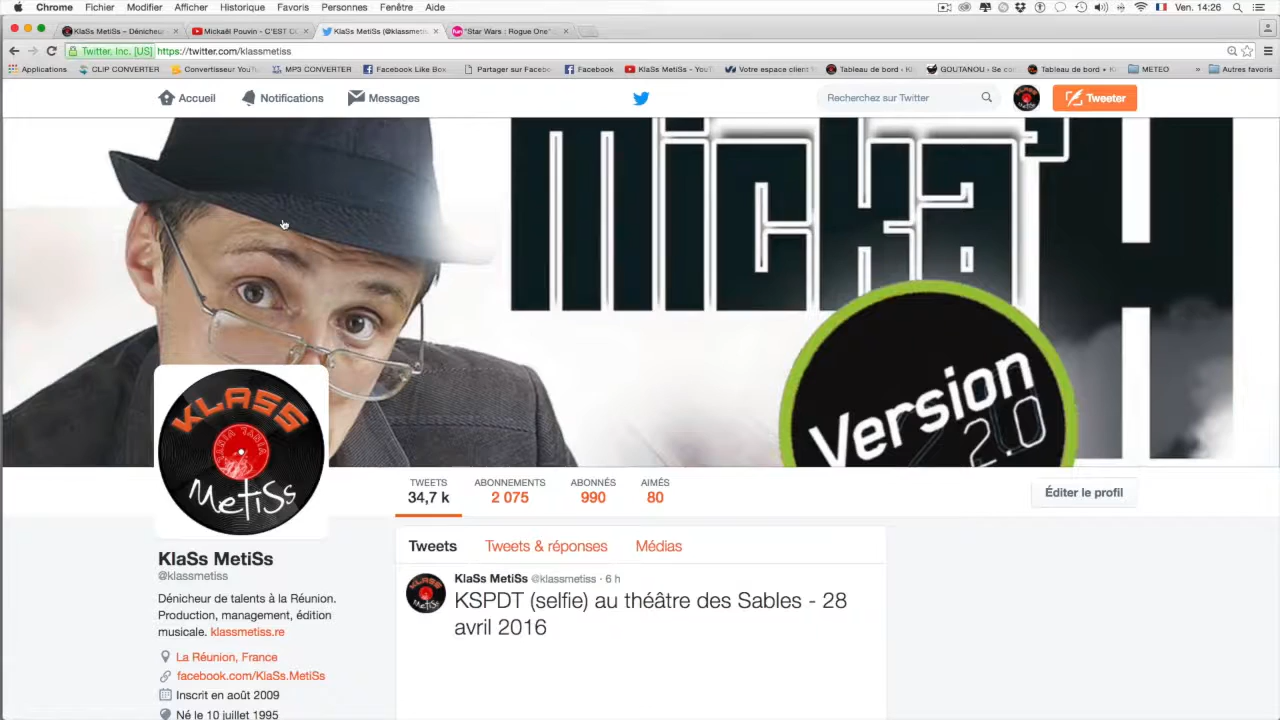 Chrome Fichier Modifier Afficher Historique Favoris Personnes Fenêtre Aide Ven. 14:26
KlaSs MetiSs – Dénicheur Mickaël Pouvin - C'EST KlaSs MetiSs (@klassmeti "Star Wars : Rogue One"
Twitter, Inc. [US] https://twitter.com/klassmetiss
Applications CLIP CONVERTER Convertisseur YouTu MP3 CONVERTER Facebook Like Box Partager sur Facebo Facebook KlaSs MetiSs - YouT Votre espace client Tableau de bord GOUTANOU - Se co Tableau de bord METEO » Autres favoris
Accueil Notifications Messages Recherchez sur Twitter Tweeter
Micka'H
Version
2.0
KLASS
MetiSs
TWEETS ABONNEMENTS ABONNÉS AIMÉS
34,7 k 2 075 990 80
Éditer le profil
Tweets Tweets & réponses Médias
KlaSs MetiSs
@klassmetiss
Dénicheur de talents à la Réunion.
Production, management, édition
musicale. klassmetiss.re
La Réunion, France
facebook.com/KlaSs.MetiSs
Inscrit en août 2009
Né le 10 juillet 1995
KlaSs MetiSs @klassmetiss · 6 h
KSPDT (selfie) au théâtre des Sables - 28
avril 2016